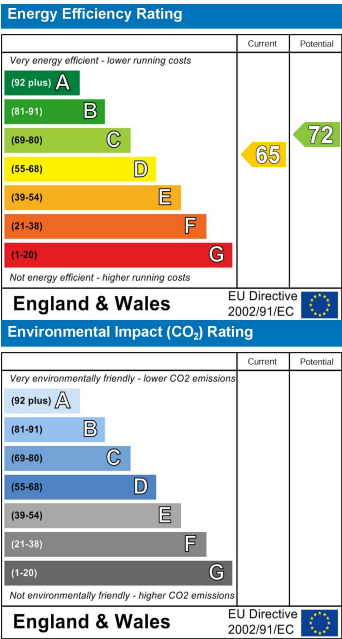 Energy Efficiency Rating
Current Potential
Very energy efficient - lower running costs
(92 plus) A
(81-91) B
(69-80) C
(55-68) D
(39-54) E
(21-38) F
(1-20) G
65
72
Not energy efficient - higher running costs
England & Wales
EU Directive
2002/91/EC
Environmental Impact (CO₂) Rating
Current Potential
Very environmentally friendly - lower CO2 emissions
(92 plus) A
(81-91) B
(69-80) C
(55-68) D
(39-54) E
(21-38) F
(1-20) G
Not environmentally friendly - higher CO2 emissions
England & Wales
EU Directive
2002/91/EC